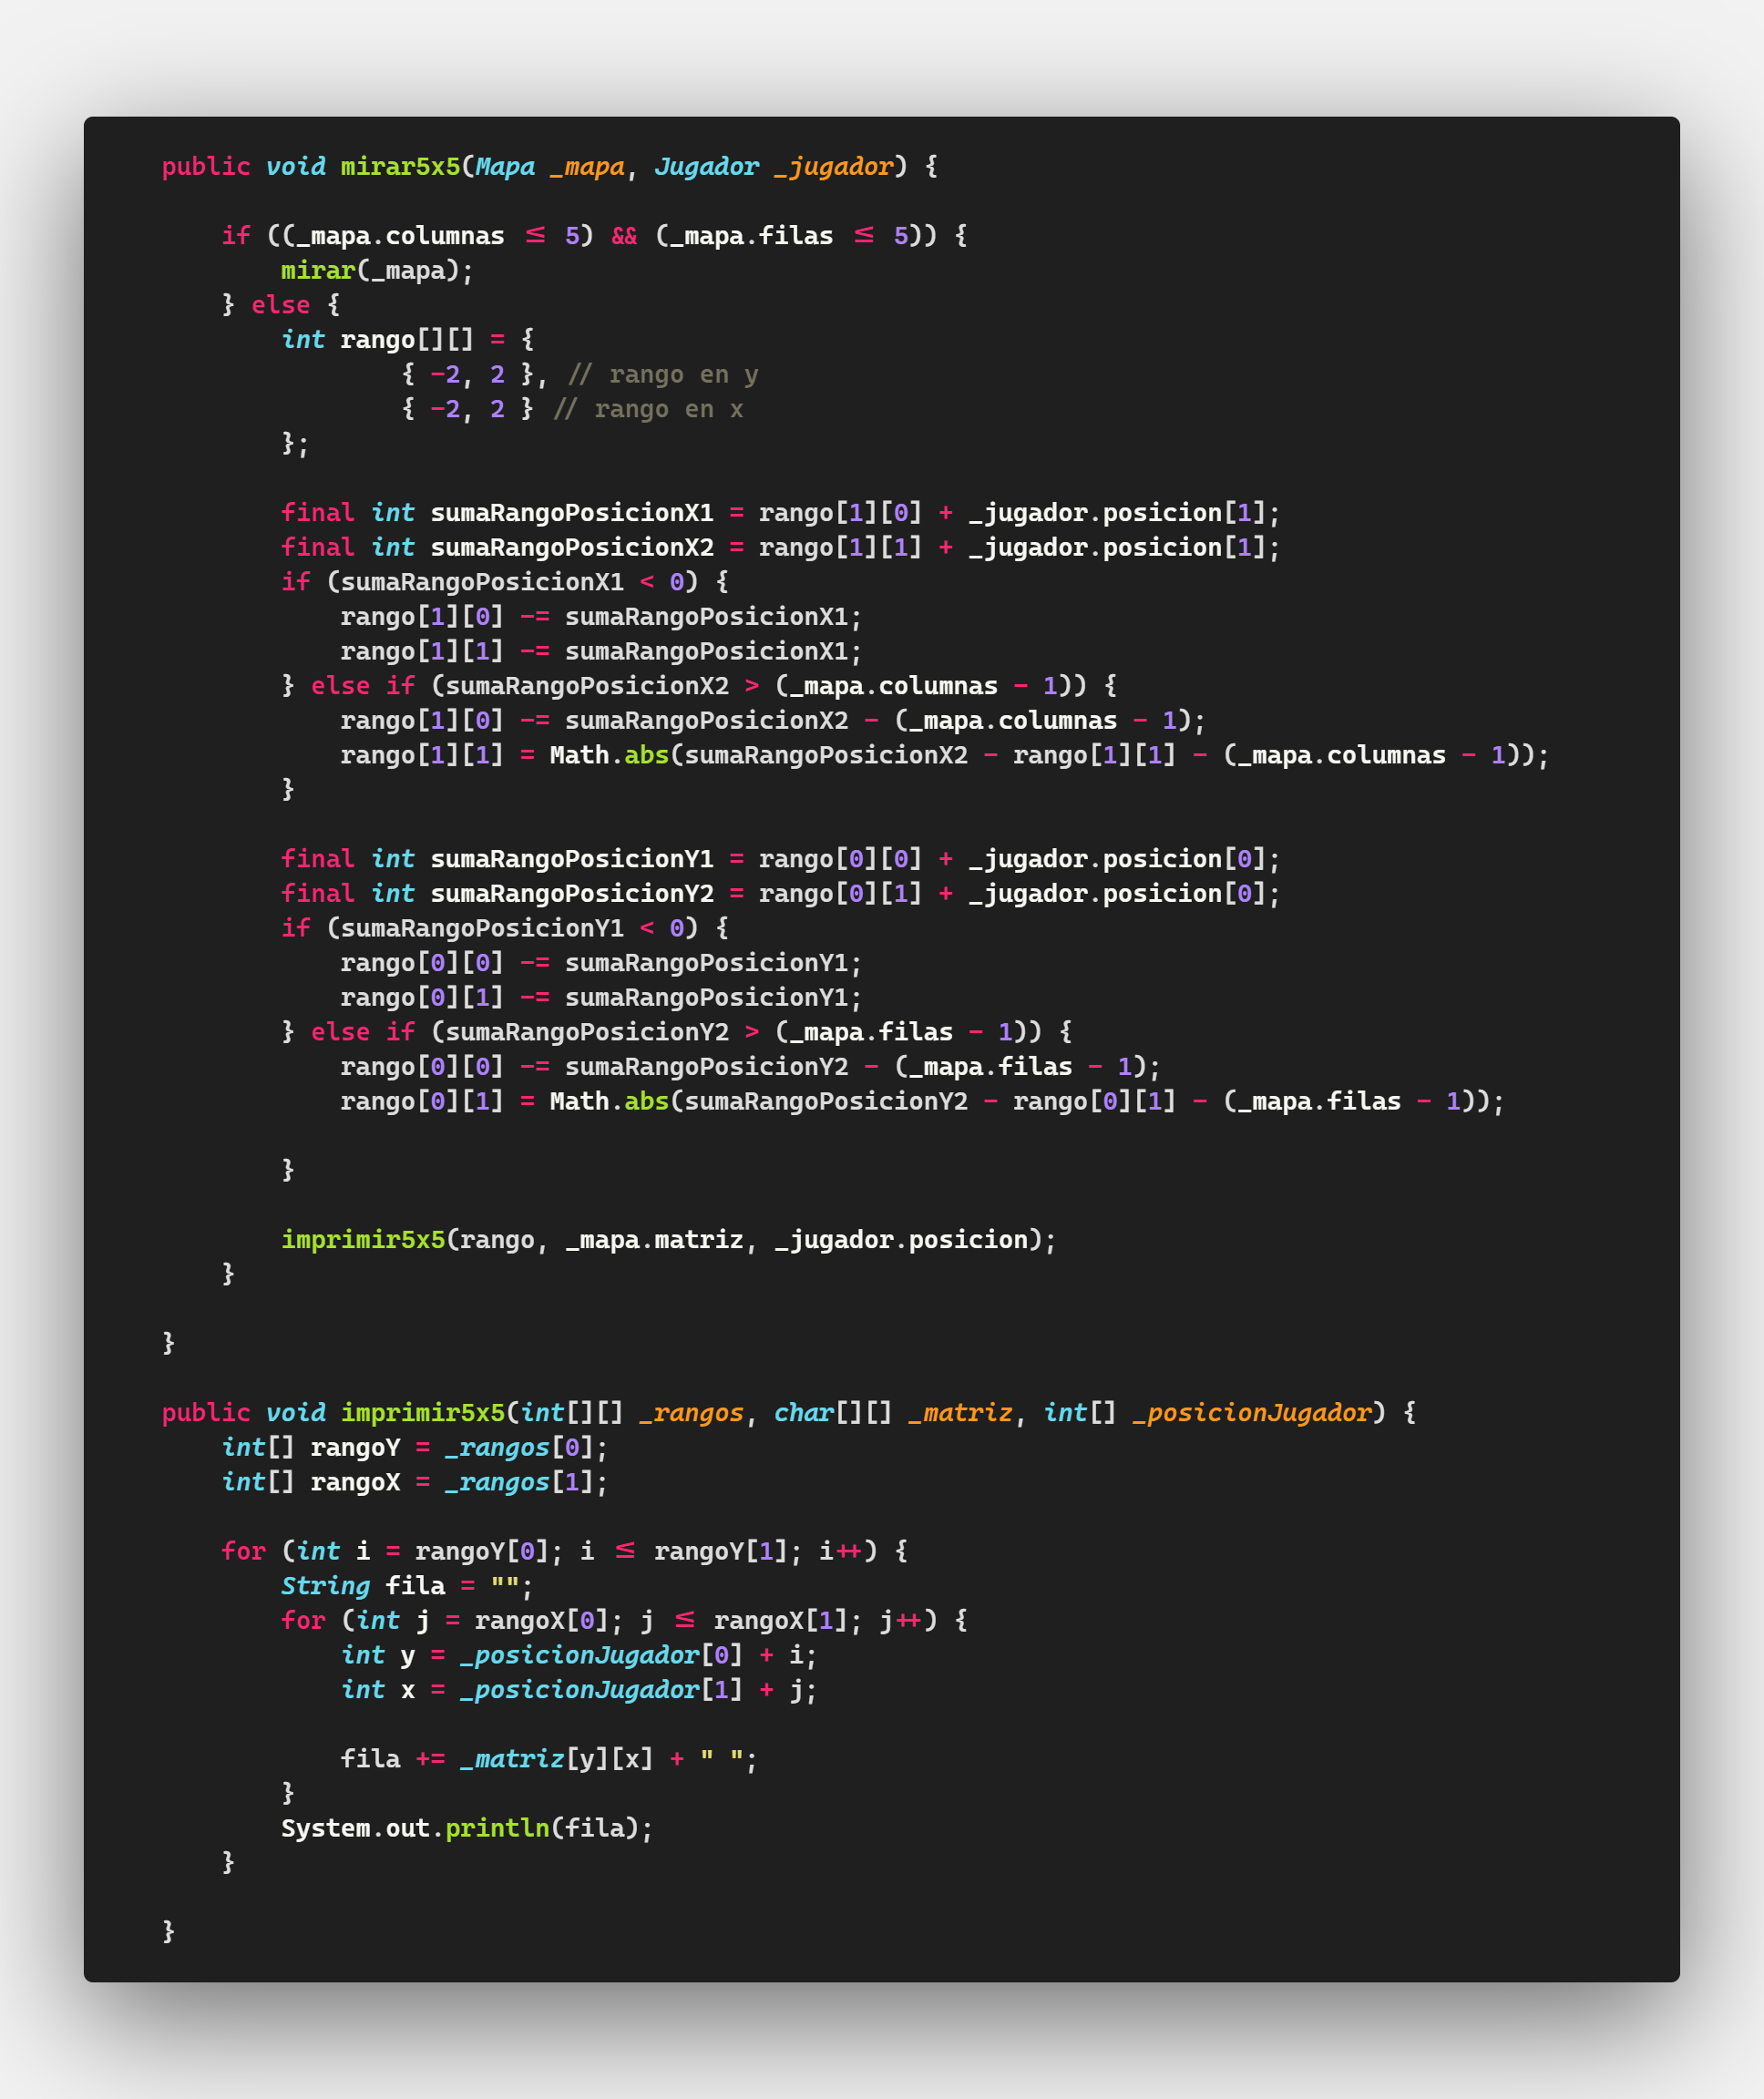 public void mirar5x5(Mapa _mapa, Jugador _jugador) {
if ((_mapa.columnas <= 5) && (_mapa.filas <= 5)) {
mirar(_mapa);
} else {
int rango[][] = {
{ -2, 2 }, // rango en y
{ -2, 2 } // rango en x
};
final int sumaRangoPosicionX1 = rango[1][0] + _jugador.posicion[1];
final int sumaRangoPosicionX2 = rango[1][1] + _jugador.posicion[1];
if (sumaRangoPosicionX1 < 0) {
rango[1][0] -= sumaRangoPosicionX1;
rango[1][1] -= sumaRangoPosicionX1;
} else if (sumaRangoPosicionX2 > (_mapa.columnas - 1)) {
rango[1][0] -= sumaRangoPosicionX2 - (_mapa.columnas - 1);
rango[1][1] = Math.abs(sumaRangoPosicionX2 - rango[1][1] - (_mapa.columnas - 1));
}
final int sumaRangoPosicionY1 = rango[0][0] + _jugador.posicion[0];
final int sumaRangoPosicionY2 = rango[0][1] + _jugador.posicion[0];
if (sumaRangoPosicionY1 < 0) {
rango[0][0] -= sumaRangoPosicionY1;
rango[0][1] -= sumaRangoPosicionY1;
} else if (sumaRangoPosicionY2 > (_mapa.filas - 1)) {
rango[0][0] -= sumaRangoPosicionY2 - (_mapa.filas - 1);
rango[0][1] = Math.abs(sumaRangoPosicionY2 - rango[0][1] - (_mapa.filas - 1));
}
imprimir5x5(rango, _mapa.matriz, _jugador.posicion);
}
}
public void imprimir5x5(int[][] _rangos, char[][] _matriz, int[] _posicionJugador) {
int[] rangoY = _rangos[0];
int[] rangoX = _rangos[1];
for (int i = rangoY[0]; i <= rangoY[1]; i++) {
String fila = "";
for (int j = rangoX[0]; j <= rangoX[1]; j++) {
int y = _posicionJugador[0] + i;
int x = _posicionJugador[1] + j;
fila += _matriz[y][x] + " ";
}
System.out.println(fila);
}
}